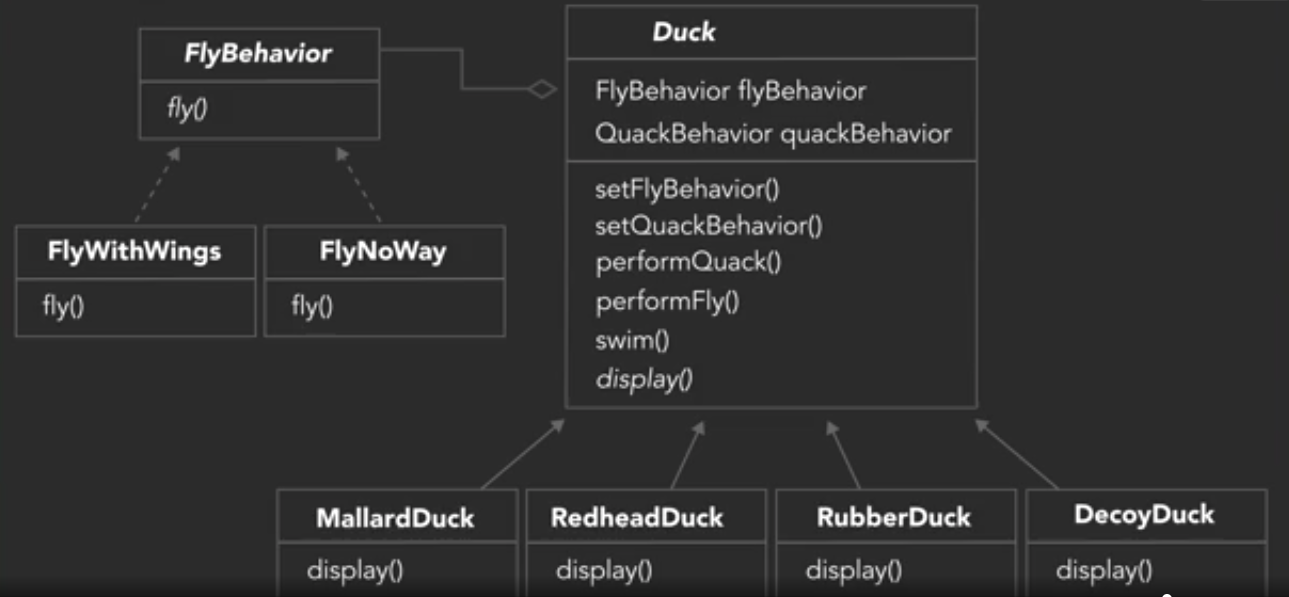 FlyBehavior
fly()
FlyWithWings
fly()
FlyNoWay
fly()
Duck
FlyBehavior flyBehavior
QuackBehavior quackBehavior
setFlyBehavior()
setQuackBehavior()
performQuack()
performFly()
swim()
display()
MallardDuck
display()
RedheadDuck
display()
RubberDuck
display()
DecoyDuck
display()